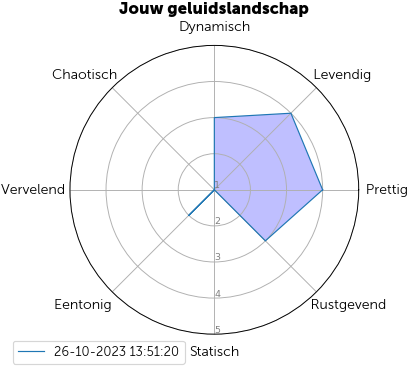 Jouw geluidslandschap
Dynamisch
Chaotisch
Levendig
Vervelend
1
Prettig
2
3
4
Eentonig
Rustgevend
5
26-10-2023 13:51:20
Statisch